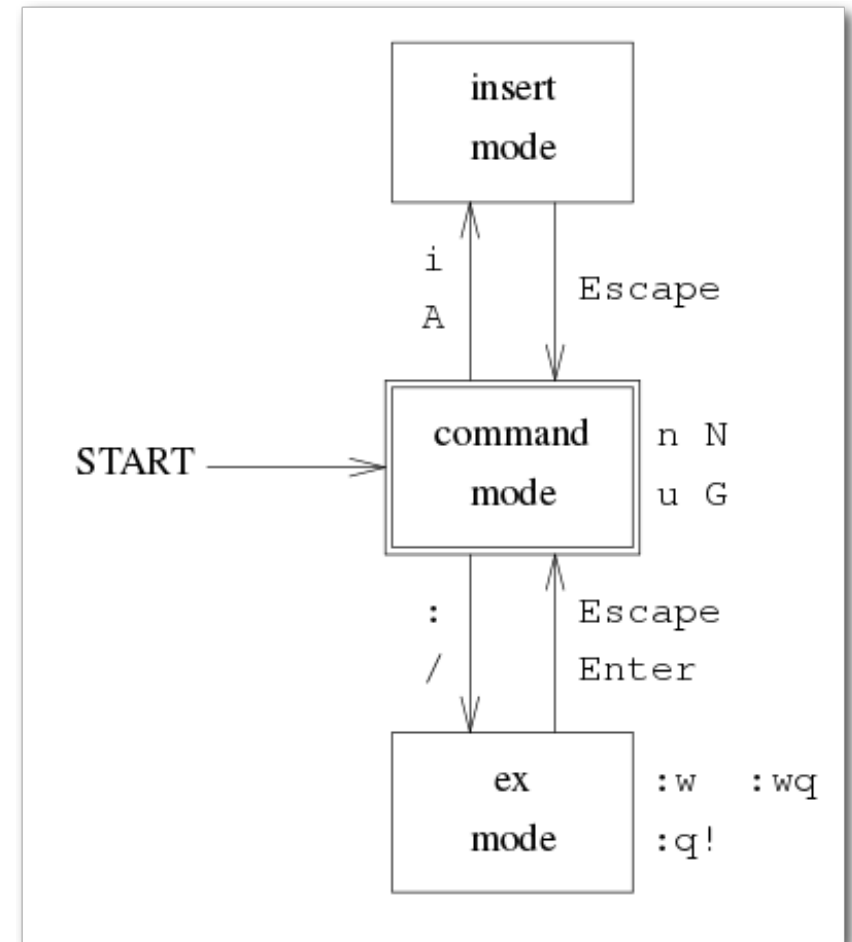 insert
mode
i
A
Escape
START
command
mode
n N
u G
:
/
Escape
Enter
ex
mode
:w :wq
:q!